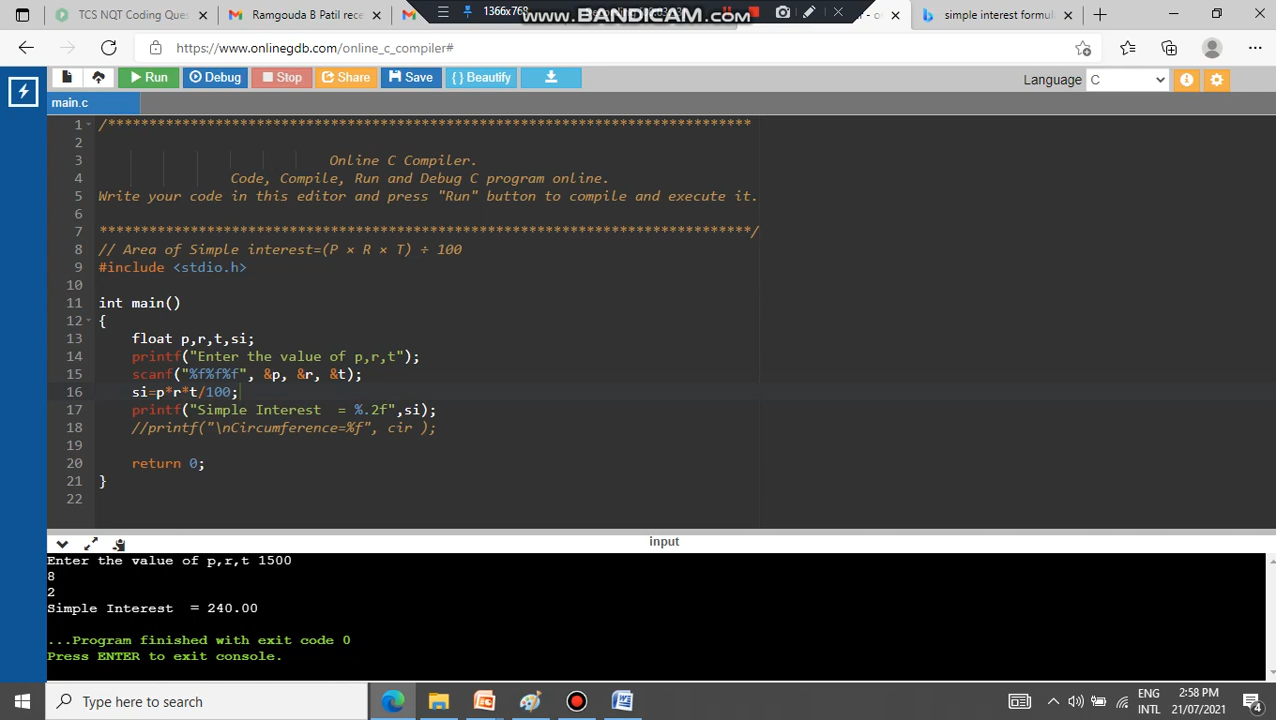 TCS NQT Coding Ques
Ramgouda B Patil rece
1366x768
www.BANDICAM.com
simple interest formul
https://www.onlinegdb.com/online_c_compiler#
Run Debug Stop Share Save { } Beautify
Language C
main.c
1 /******************************************************************************
2
3 Online C Compiler.
4 Code, Compile, Run and Debug C program online.
5 Write your code in this editor and press "Run" button to compile and execute it.
6
7 *******************************************************************************/
8 // Area of Simple interest=(P × R × T) ÷ 100
9 #include <stdio.h>
10
11 int main()
12 {
13 float p,r,t,si;
14 printf("Enter the value of p,r,t");
15 scanf("%f%f%f", &p, &r, &t);
16 si=p*r*t/100;
17 printf("Simple Interest  = %.2f",si);
18 //printf("\nCircumference=%f", cir );
19
20 return 0;
21 }
22
input
Enter the value of p,r,t 1500
8
2
Simple Interest  = 240.00
...Program finished with exit code 0
Press ENTER to exit console.
Type here to search
ENG
INTL
2:58 PM
21/07/2021
4